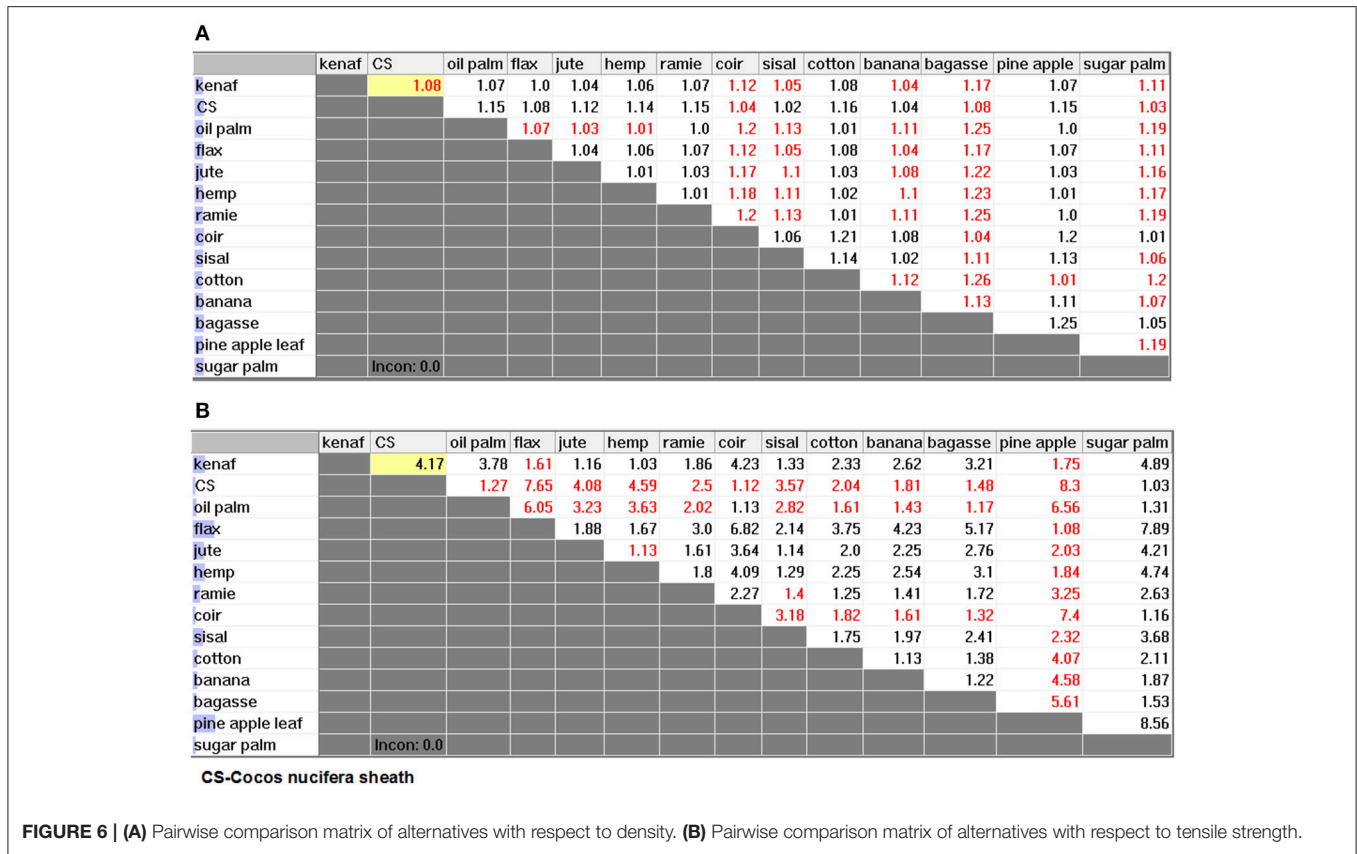 A
kenaf CS oil palm flax jute hemp ramie coir sisal cotton banana bagasse pine apple sugar palm
kenaf 1.08 1.07 1.0 1.04 1.06 1.07 1.12 1.05 1.08 1.04 1.17 1.07 1.11
CS 1.15 1.08 1.12 1.14 1.15 1.04 1.02 1.16 1.04 1.08 1.15 1.03
oil palm 1.07 1.03 1.01 1.0 1.2 1.13 1.01 1.11 1.25 1.0 1.19
flax 1.04 1.06 1.07 1.12 1.05 1.08 1.04 1.17 1.07 1.11
jute 1.01 1.03 1.17 1.1 1.03 1.08 1.22 1.03 1.16
hemp 1.01 1.18 1.11 1.02 1.1 1.23 1.01 1.17
ramie 1.2 1.13 1.01 1.11 1.25 1.0 1.19
coir 1.06 1.21 1.08 1.04 1.2 1.01
sisal 1.14 1.02 1.11 1.13 1.06
cotton 1.12 1.26 1.01 1.2
banana 1.13 1.11 1.07
bagasse 1.25 1.05
pine apple leaf 1.19
sugar palm Incon: 0.0
B
kenaf CS oil palm flax jute hemp ramie coir sisal cotton banana bagasse pine apple sugar palm
kenaf 4.17 3.78 1.61 1.16 1.03 1.86 4.23 1.33 2.33 2.62 3.21 1.75 4.89
CS 1.27 7.65 4.08 4.59 2.5 1.12 3.57 2.04 1.81 1.48 8.3 1.03
oil palm 6.05 3.23 3.63 2.02 1.13 2.82 1.61 1.43 1.17 6.56 1.31
flax 1.88 1.67 3.0 6.82 2.14 3.75 4.23 5.17 1.08 7.89
jute 1.13 1.61 3.64 1.14 2.0 2.25 2.76 2.03 4.21
hemp 1.8 4.09 1.29 2.25 2.54 3.1 1.84 4.74
ramie 2.27 1.4 1.25 1.41 1.72 3.25 2.63
coir 3.18 1.82 1.61 1.32 7.4 1.16
sisal 1.75 1.97 2.41 2.32 3.68
cotton 1.13 1.38 4.07 2.11
banana 1.22 4.58 1.87
bagasse 5.61 1.53
pine apple leaf 8.56
sugar palm Incon: 0.0
CS-Cocos nucifera sheath
FIGURE 6 | (A) Pairwise comparison matrix of alternatives with respect to density. (B) Pairwise comparison matrix of alternatives with respect to tensile strength.